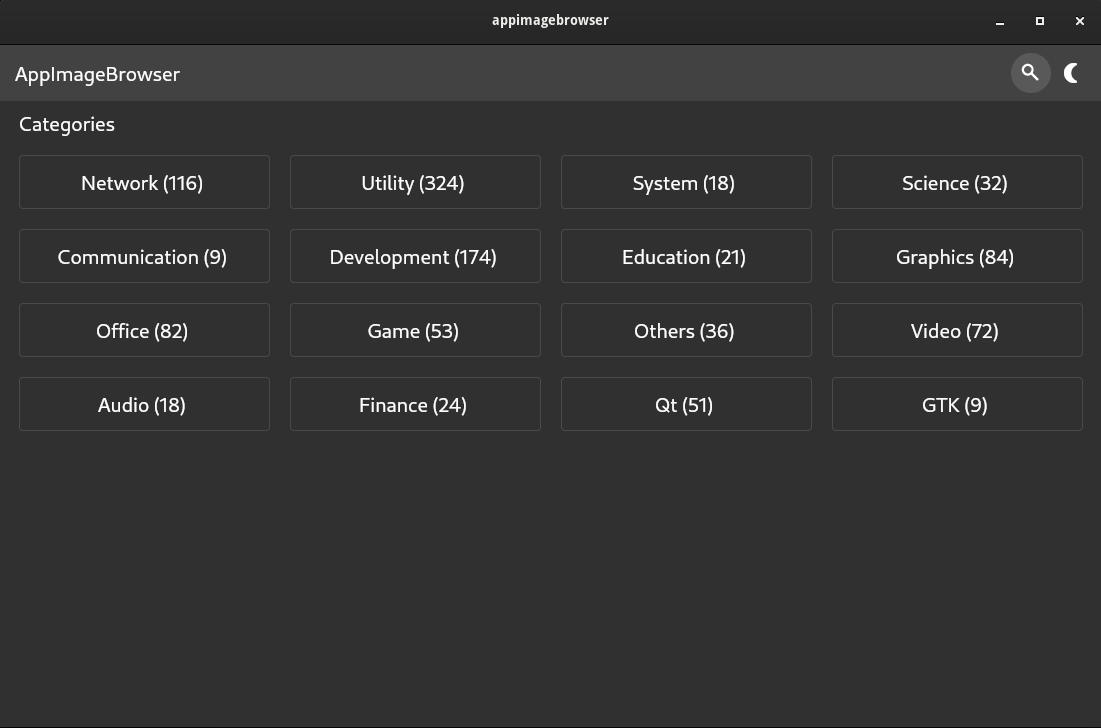 appimagebrowser
AppImageBrowser
Categories
Network (116)
Utility (324)
System (18)
Science (32)
Communication (9)
Development (174)
Education (21)
Graphics (84)
Office (82)
Game (53)
Others (36)
Video (72)
Audio (18)
Finance (24)
Qt (51)
GTK (9)